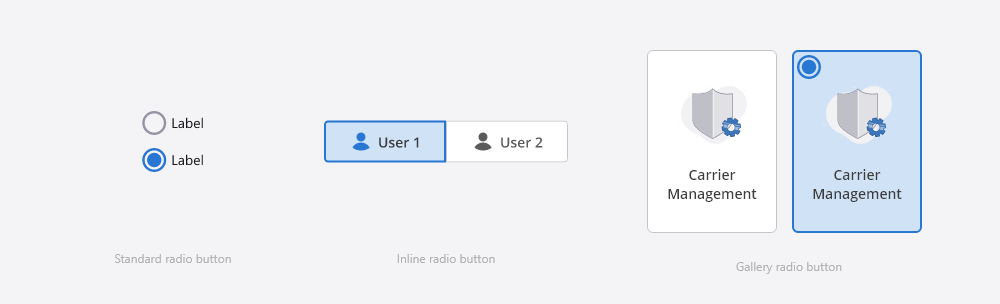 Label
Label
Standard radio button
User 1
User 2
Inline radio button
Carrier
Management
Carrier
Management
Gallery radio button